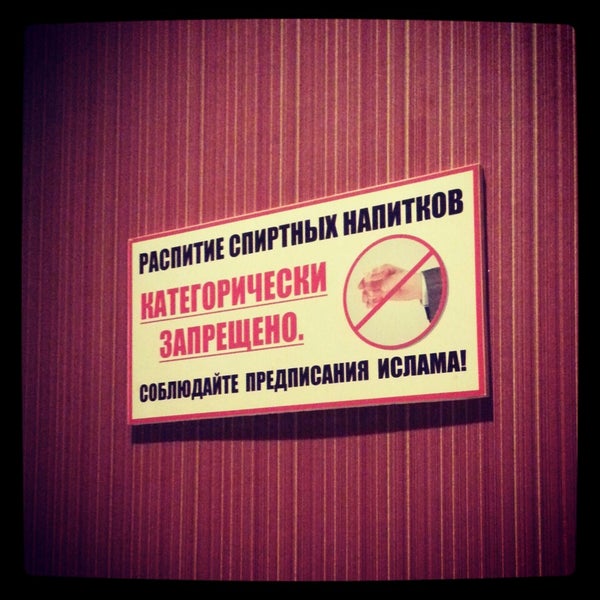 РАСПИТИЕ СПИРТНЫХ НАПИТКОВ
КАТЕГОРИЧЕСКИ
ЗАПРЕЩЕНО.
СОБЛЮДАЙТЕ ПРЕДПИСАНИЯ ИСЛАМА!